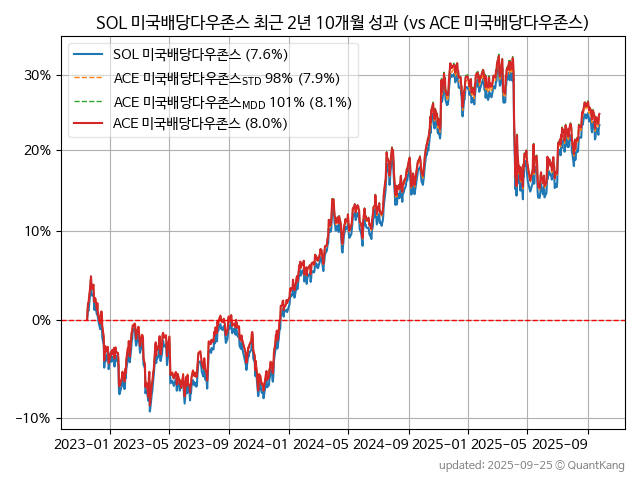 SOL 미국배당다우존스 최근 2년 10개월 성과 (vs ACE 미국배당다우존스)
SOL 미국배당다우존스 (7.6%)
ACE 미국배당다우존스STD 98% (7.9%)
ACE 미국배당다우존스MDD 101% (8.1%)
ACE 미국배당다우존스 (8.0%)
30%
20%
10%
0%
−10%
2023−01 2023−05 2023−09 2024−01 2024−05 2024−09 2025−01 2025−05 2025−09
updated: 2025-09-25 © QuantKang